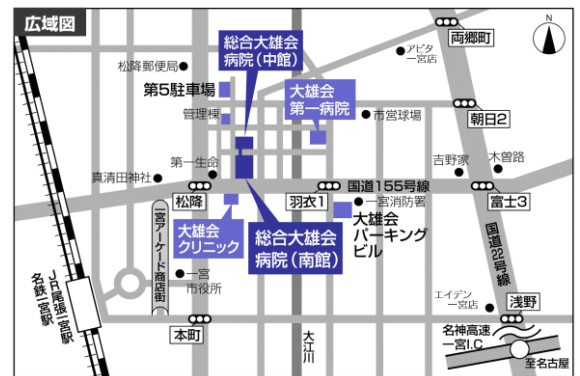 広域図
N
両郷町
アピタ
一宮店
総合大雄会
病院(中館)
松降郵便局
第5駐車場
大雄会
第一病院
管理棟
市営球場
朝日2
吉野家
木曽路
第一生命
真清田神社
松降
国道155号線
羽衣1
富士3
一宮消防署
大雄会
クリニック
総合大雄会
病院(南館)
大雄会
パーキング
ビル
国道22号線
一宮アーケード商店街
一宮
市役所
JR尾張一宮駅
名鉄一宮駅
エイデン
一宮店
浅野
本町
大江川
名神高速
一宮I.C
至名古屋